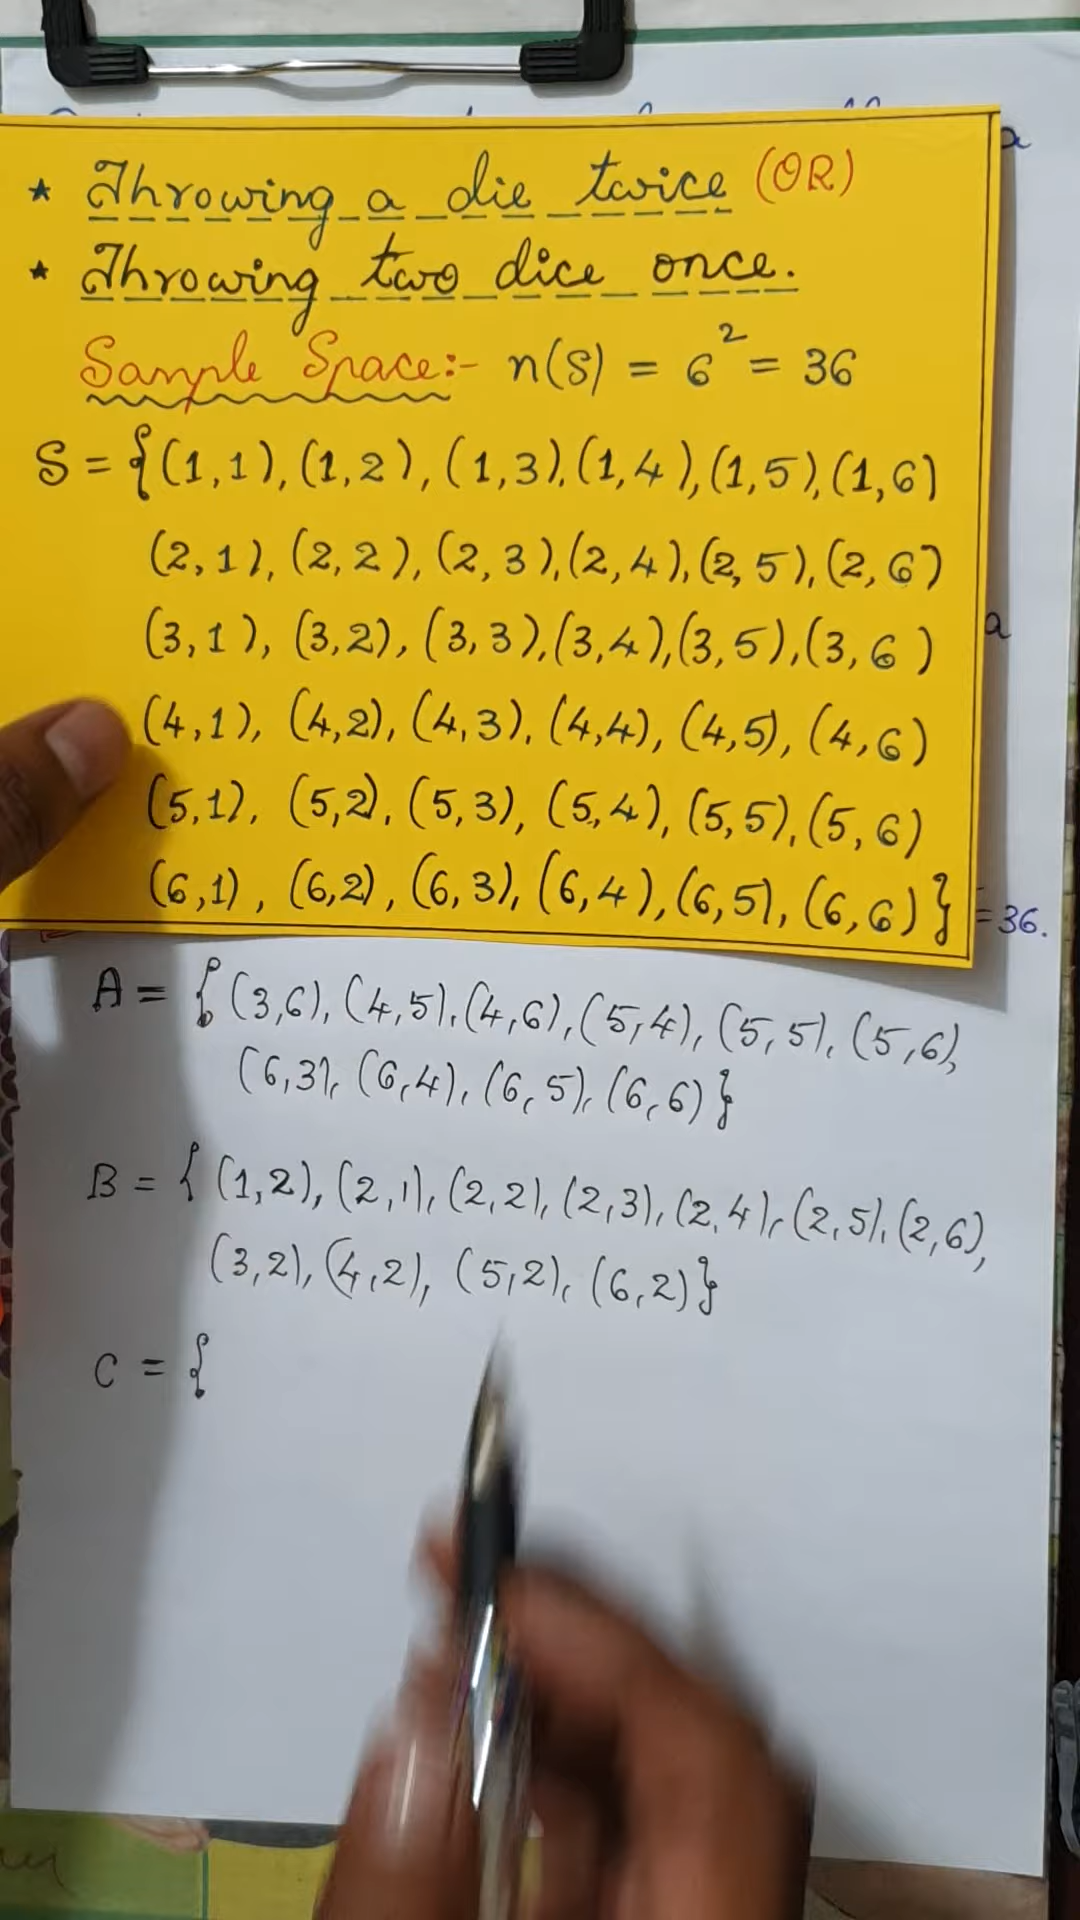 * Throwing a die twice (OR)
* Throwing two dice once.
Sample Space:- n(S) = 6² = 36
S = {(1,1), (1,2), (1,3), (1,4), (1,5), (1,6)
(2,1), (2,2), (2,3), (2,4), (2,5), (2,6)
(3,1), (3,2), (3,3), (3,4), (3,5), (3,6)
(4,1), (4,2), (4,3), (4,4), (4,5), (4,6)
(5,1), (5,2), (5,3), (5,4), (5,5), (5,6)
(6,1), (6,2), (6,3), (6,4), (6,5), (6,6)}
a
a
=36.
A = {(3,6), (4,5), (4,6), (5,4), (5,5), (5,6),
(6,3), (6,4), (6,5), (6,6)}
B = {(1,2), (2,1), (2,2), (2,3), (2,4), (2,5), (2,6),
(3,2), (4,2), (5,2), (6,2)}
C = {